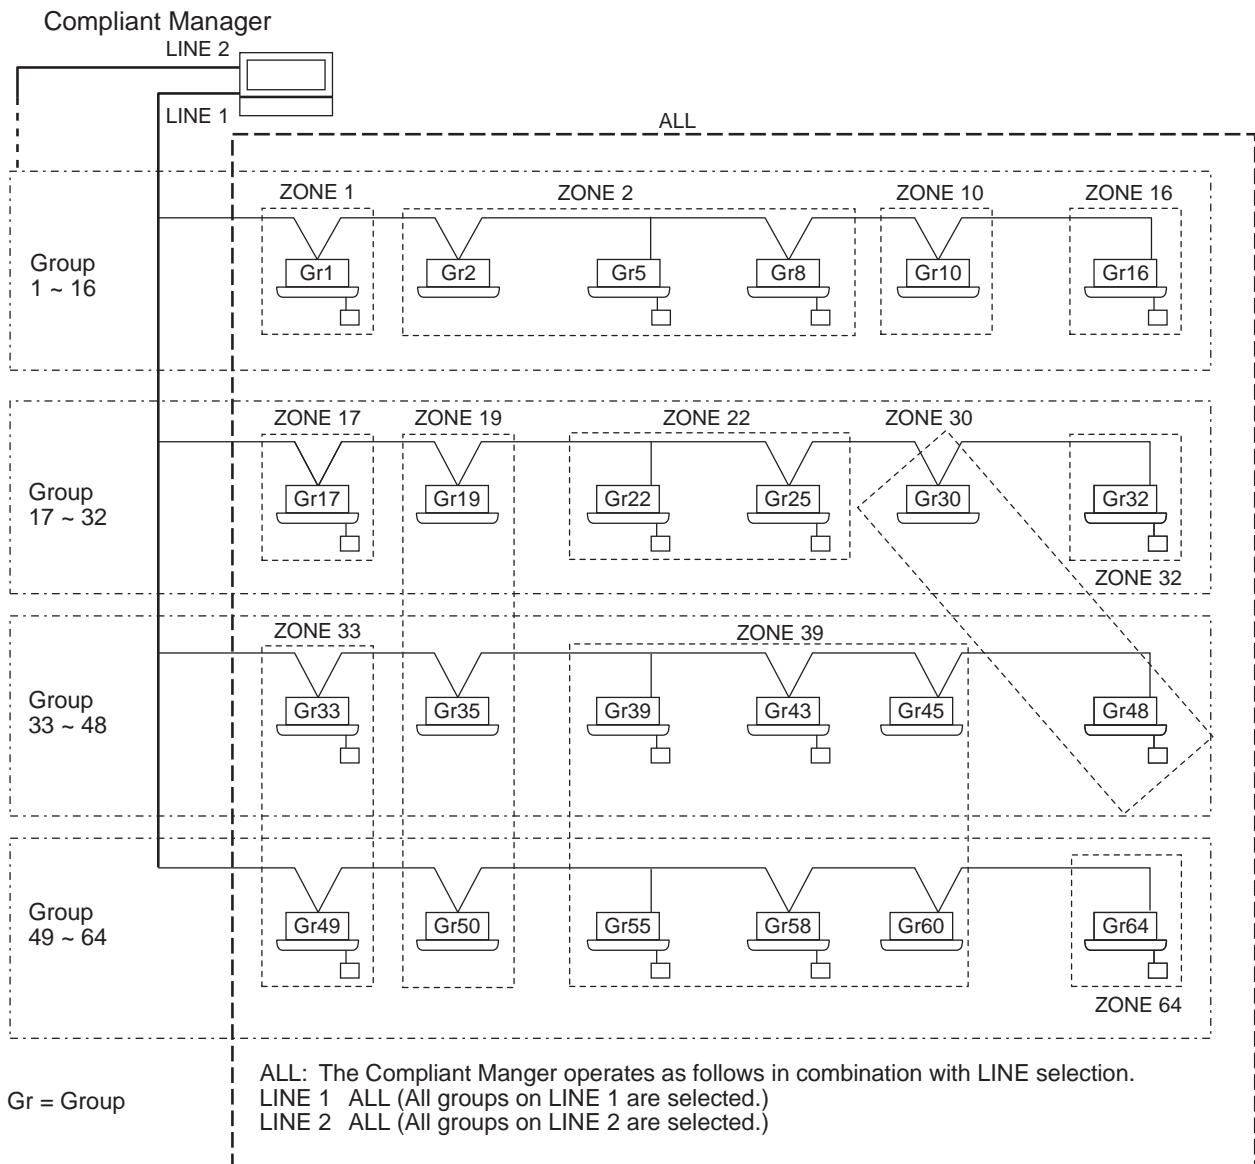 Compliant Manager
LINE 2
LINE 1
ALL
ZONE 1
ZONE 2
ZONE 10
ZONE 16
Group
1 ~ 16
Gr1
Gr2
Gr5
Gr8
Gr10
Gr16
ZONE 17
ZONE 19
ZONE 22
ZONE 30
Group
17 ~ 32
Gr17
Gr19
Gr22
Gr25
Gr30
Gr32
ZONE 32
ZONE 33
ZONE 39
Group
33 ~ 48
Gr33
Gr35
Gr39
Gr43
Gr45
Gr48
Group
49 ~ 64
Gr49
Gr50
Gr55
Gr58
Gr60
Gr64
ZONE 64
Gr = Group
ALL: The Compliant Manger operates as follows in combination with LINE selection.
LINE 1 ALL (All groups on LINE 1 are selected.)
LINE 2 ALL (All groups on LINE 2 are selected.)